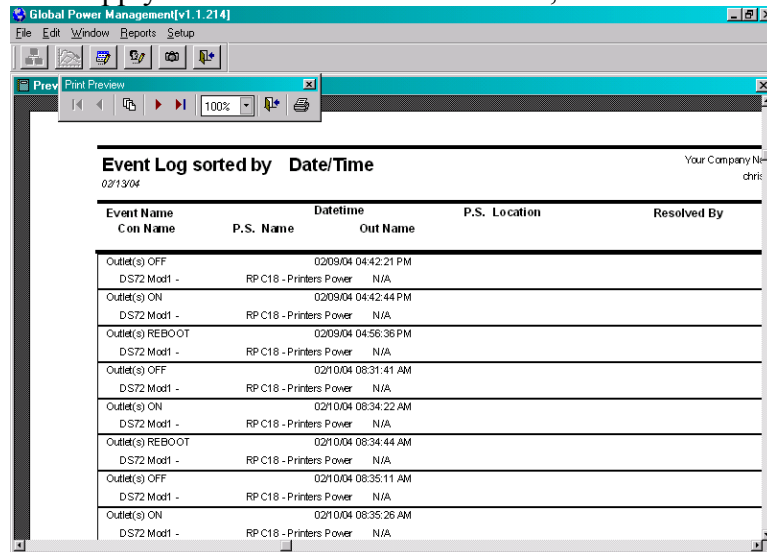 Global Power Management[v1.1.214]
File Edit Window Reports Setup
Prev
Print Preview
100%
Event Log sorted by Date/Time
Your Company Na
02/13/04
chris
Event Name Datetime P.S. Location Resolved By
Con Name P.S. Name Out Name
Outlet(s) OFF 02/09/04 04:42:21 PM
DS72 Mod1 - RPC18 - Printers Power N/A
Outlet(s) ON 02/09/04 04:42:44 PM
DS72 Mod1 - RPC18 - Printers Power N/A
Outlet(s) REBOOT 02/09/04 04:56:36 PM
DS72 Mod1 - RPC18 - Printers Power N/A
Outlet(s) OFF 02/10/04 08:31:41 AM
DS72 Mod1 - RPC18 - Printers Power N/A
Outlet(s) ON 02/10/04 08:34:22 AM
DS72 Mod1 - RPC18 - Printers Power N/A
Outlet(s) REBOOT 02/10/04 08:34:44 AM
DS72 Mod1 - RPC18 - Printers Power N/A
Outlet(s) OFF 02/10/04 08:35:11 AM
DS72 Mod1 - RPC18 - Printers Power N/A
Outlet(s) ON 02/10/04 08:35:26 AM
DS72 Mod1 - RPC18 - Printers Power N/A